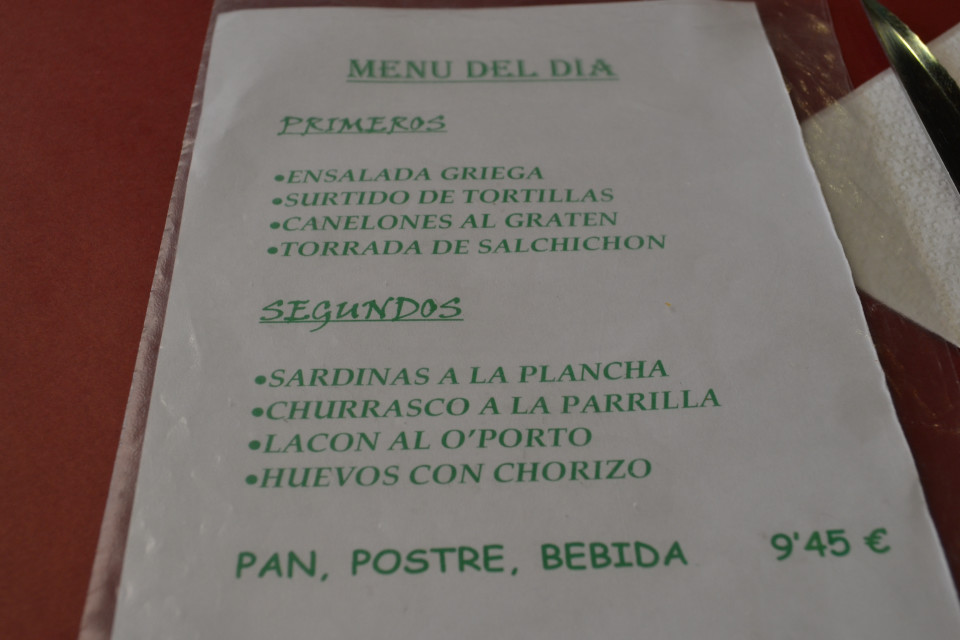 MENU DEL DIA
PRIMEROS
•ENSALADA GRIEGA
•SURTIDO DE TORTILLAS
•CANELONES AL GRATEN
•TORRADA DE SALCHICHON
SEGUNDOS
•SARDINAS A LA PLANCHA
•CHURRASCO A LA PARRILLA
•LACON AL O'PORTO
•HUEVOS CON CHORIZO
PAN, POSTRE, BEBIDA 9'45 €